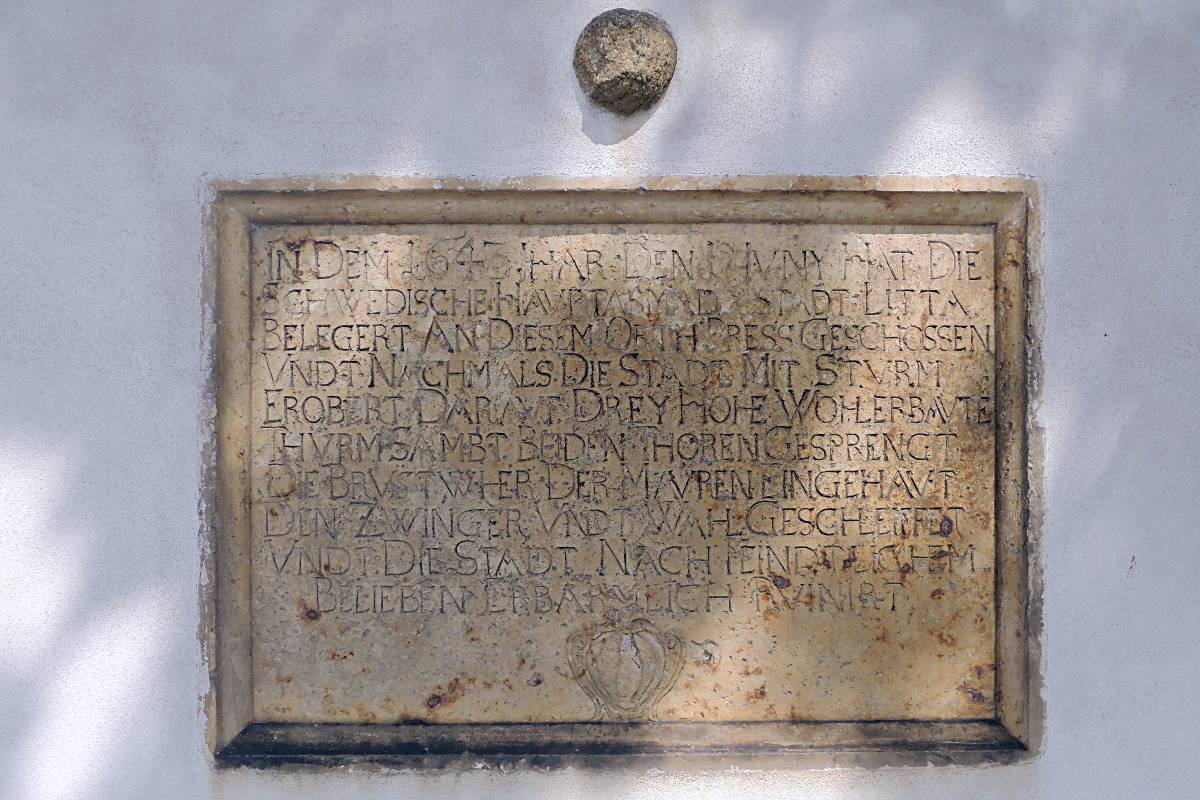 IN DEM 1643 IHAR DEN IVNY HAT DIE
SCHWEDISCHE HAVPTARMADA STADT LITTA
BELEGERT AN DIESEM ORTH PRESS GESCHOSSEN
VNDT NACHMALS DIE STADT MIT STVRM
EROBERT DARAVF DREY HOHE WOHLERBAVTE
THVRM SAMBT BEIDEN THOREN GESPRENGT
DIE BRVSTWHER DER MAVREN EINGEHAVT
DEN ZWINGER VNDT WAHL GESCHLEIFFET
VNDT DIE STADT NACH FEINDTLICHEM
BELIEBEN ERBARMLICH RVINIRT